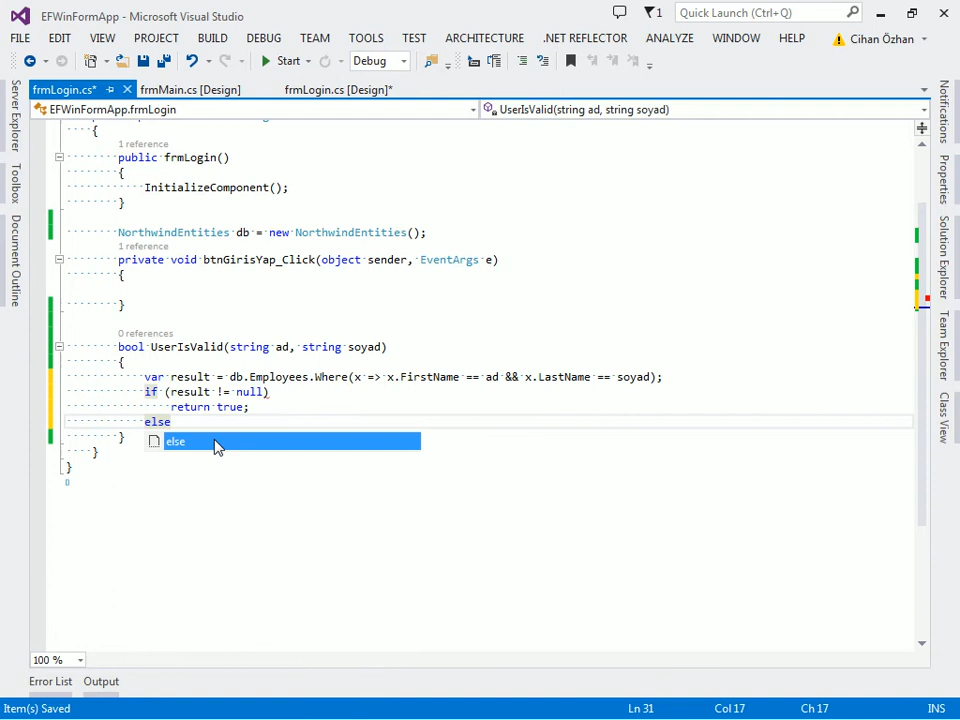 EFWinFormApp - Microsoft Visual Studio
1
Quick Launch (Ctrl+Q)
FILE EDIT VIEW PROJECT BUILD DEBUG TEAM TOOLS TEST ARCHITECTURE .NET REFLECTOR ANALYZE WINDOW HELP Cihan Özhan
Start Debug
frmLogin.cs* frmMain.cs [Design] frmLogin.cs [Design]*
EFWinFormApp.frmLogin UserIsValid(string ad, string soyad)
Server Explorer
Toolbox
Document Outline
{
1 reference
public frmLogin()
{
InitializeComponent();
}
NorthwindEntities db = new NorthwindEntities();
1 reference
private void btnGirisYap_Click(object sender, EventArgs e)
{
}
0 references
bool UserIsValid(string ad, string soyad)
{
var result = db.Employees.Where(x => x.FirstName == ad && x.LastName == soyad);
if (result != null)
return true;
else
}
else
}
}
Notifications
Properties
Solution Explorer
Team Explorer
Class View
100 %
Error List Output
Item(s) Saved Ln 31 Col 17 Ch 17 INS